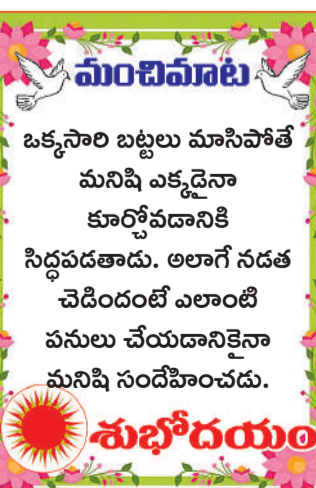 మంచిమాట
ఒక్కసారి బట్టలు మాసిపోతే
మనిషి ఎక్కడైనా
కూర్చోవడానికి
సిద్ధపడతాడు. అలాగే నడత
చెడిందంటే ఎలాంటి
పనులు చేయడానికైనా
మనిషి సందేహించడు.
శుభోదయం